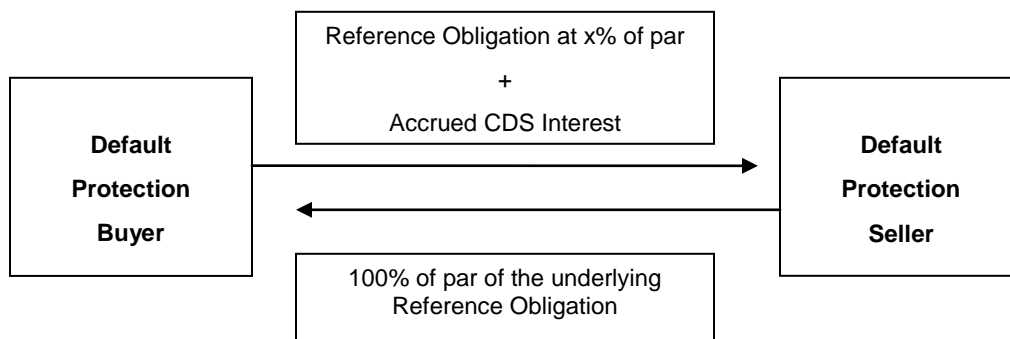 Reference Obligation at x% of par
+
Accrued CDS Interest
Default
Protection
Buyer
Default
Protection
Seller
100% of par of the underlying
Reference Obligation